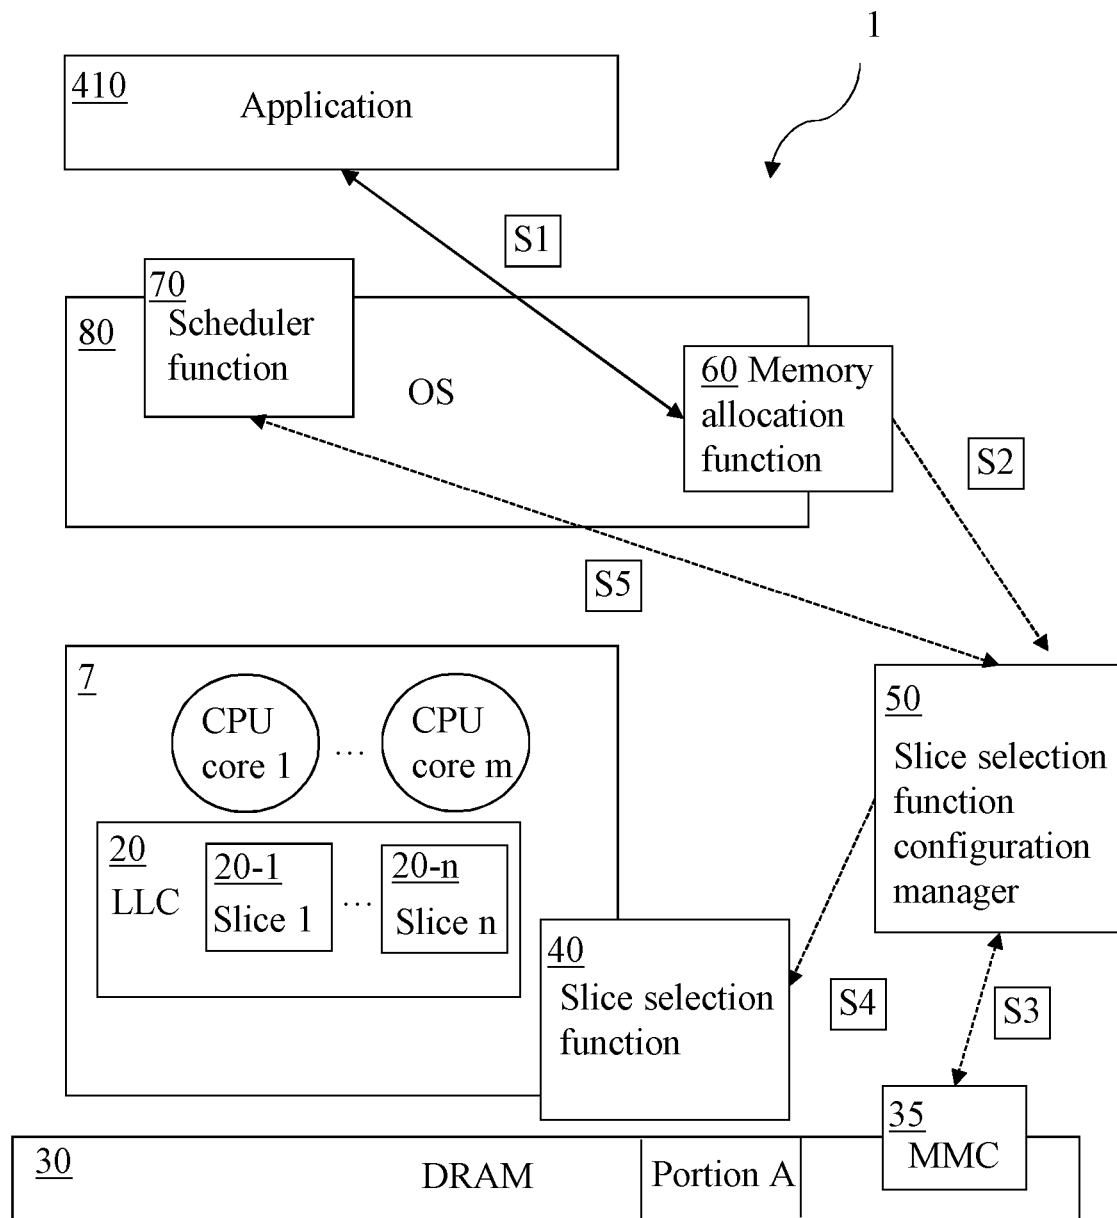 1
410
Application
S1
70
Scheduler
function
80
OS
60 Memory
allocation
function
S2
S5
7
CPU
core 1
...
CPU
core m
50
Slice selection
function
configuration
manager
20
LLC
20-1
Slice 1
...
20-n
Slice n
40
Slice selection
function
S4
S3
35
MMC
30
DRAM
Portion A